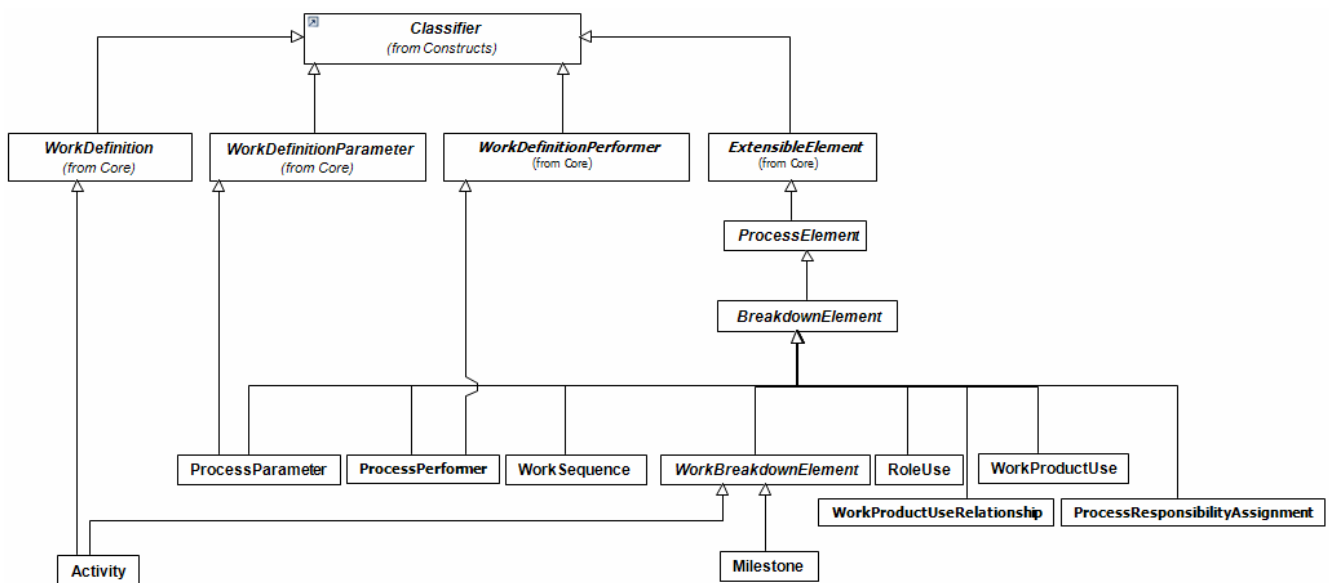 Classifier
(from Constructs)
WorkDefinition
(from Core)
WorkDefinitionParameter
(from Core)
WorkDefinitionPerformer
(from Core)
ExtensibleElement
(from Core)
ProcessElement
BreakdownElement
ProcessParameter
ProcessPerformer
WorkSequence
WorkBreakdownElement
RoleUse
WorkProductUse
WorkProductUseRelationship
ProcessResponsibilityAssignment
Activity
Milestone